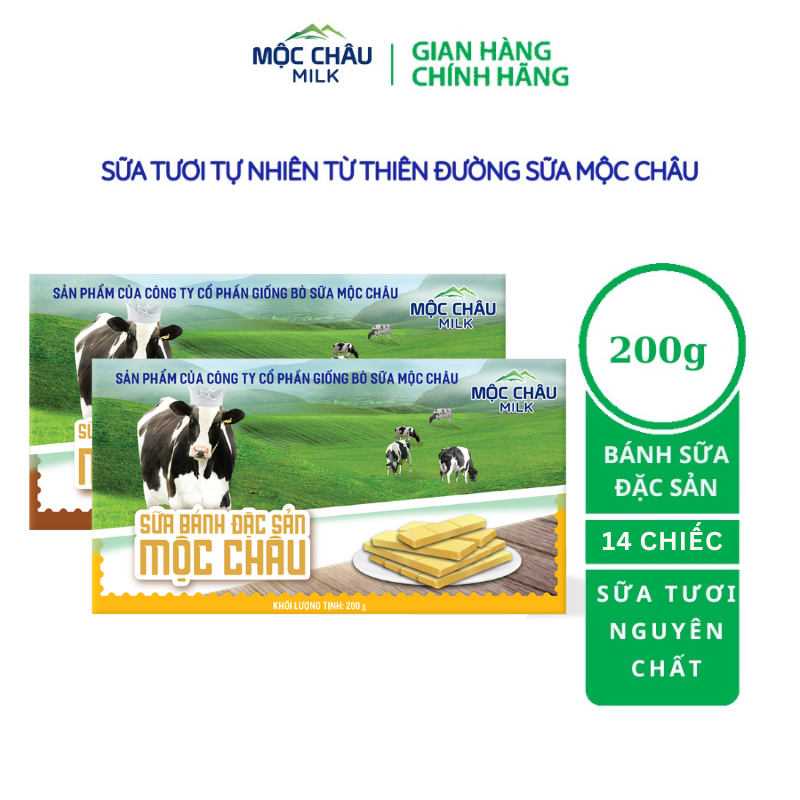 MỘC CHÂU
MILK
GIAN HÀNG
CHÍNH HÃNG
SỮA TƯƠI TỰ NHIÊN TỪ THIÊN ĐƯỜNG SỮA MỘC CHÂU
SẢN PHẨM CỦA CÔNG TY CỔ PHẦN GIỐNG BÒ SỮA MỘC CHÂU
MỘC CHÂU
MILK
SẢN PHẨM CỦA CÔNG TY CỔ PHẦN GIỐNG BÒ SỮA MỘC CHÂU
MỘC CHÂU
MILK
SỮA BÁNH ĐẶC SẢN
MỘC CHÂU
KHỐI LƯỢNG TỊNH: 200 g
200g
BÁNH SỮA
ĐẶC SẢN
14 CHIẾC
SỮA TƯƠI
NGUYÊN
CHẤT